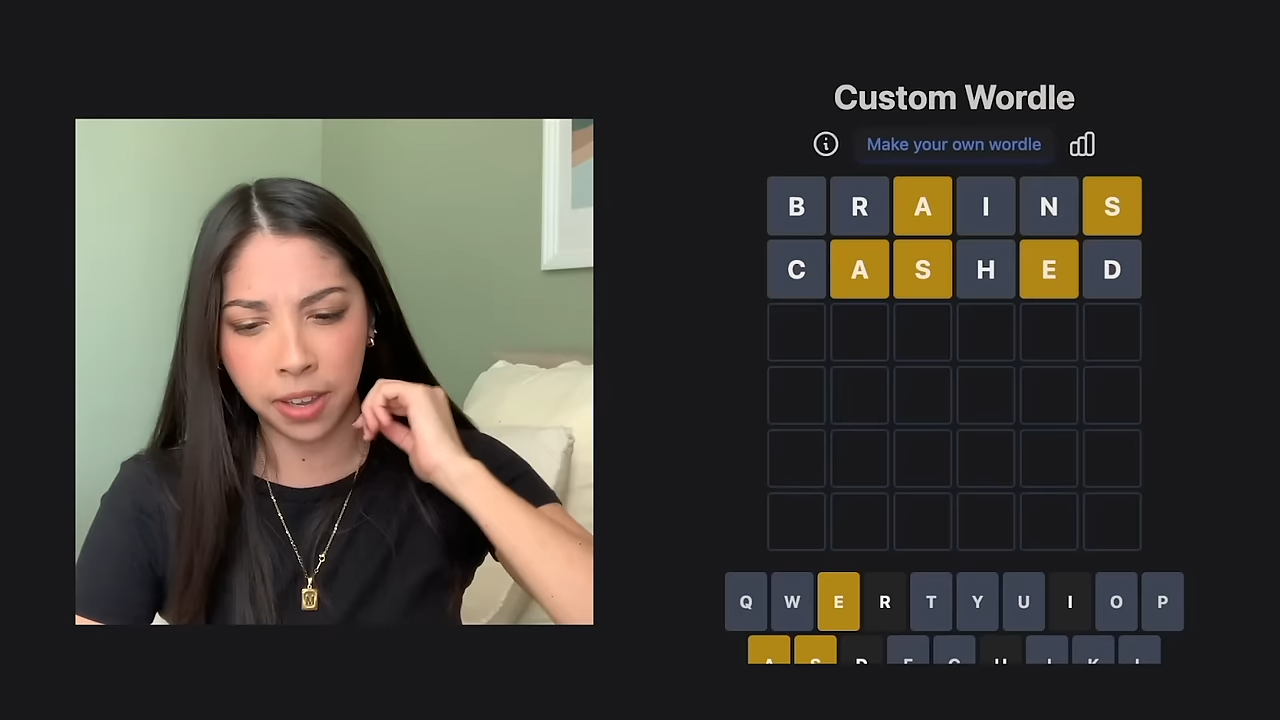 Custom Wordle
Make your own wordle
B R A I N S
C A S H E D
Q W E R T Y U I O P
A S D F G H J K L